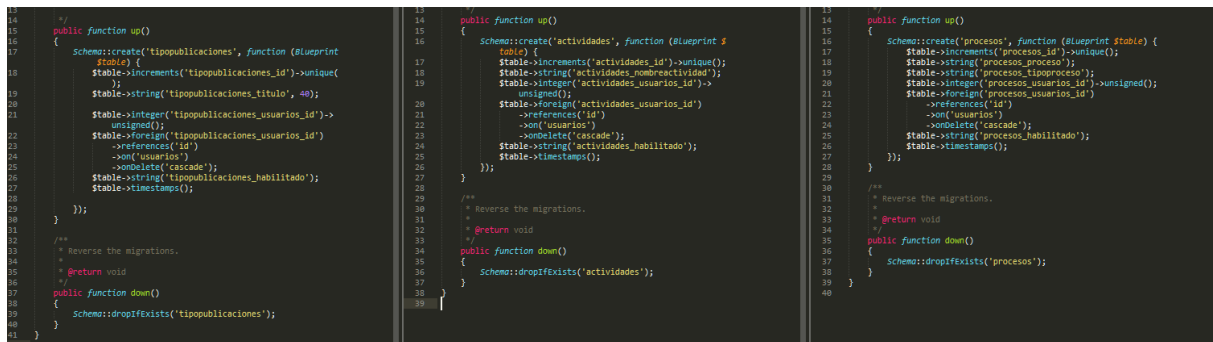 13
14 */
15 public function up()
16 {
17 Schema::create('tipopublicaciones', function (Blueprint
$table) {
18 $table->increments('tipopublicaciones_id')->unique(
);
19 $table->string('tipopublicaciones_titulo', 40);
20
21 $table->integer('tipopublicaciones_usuarios_id')->
unsigned();
22 $table->foreign('tipopublicaciones_usuarios_id')
23 ->references('id')
24 ->on('usuarios')
25 ->onDelete('cascade');
26 $table->string('tipopublicaciones_habilitado');
27 $table->timestamps();
28
29 });
30 }
31
32 /**
33 * Reverse the migrations.
34 *
35 * @return void
36 */
37 public function down()
38 {
39 Schema::dropIfExists('tipopublicaciones');
40 }
41 }
13 */
14 public function up()
15 {
16 Schema::create('actividades', function (Blueprint $
table) {
17 $table->increments('actividades_id')->unique();
18 $table->string('actividades_nombreactividad');
19 $table->integer('actividades_usuarios_id')->
unsigned();
20 $table->foreign('actividades_usuarios_id')
21 ->references('id')
22 ->on('usuarios')
23 ->onDelete('cascade');
24 $table->string('actividades_habilitado');
25 $table->timestamps();
26 });
27 }
28
29 /**
30 * Reverse the migrations.
31 *
32 * @return void
33 */
34 public function down()
35 {
36 Schema::dropIfExists('actividades');
37 }
38 }
39
13 */
14 public function up()
15 {
16 Schema::create('procesos', function (Blueprint $table) {
17 $table->increments('procesos_id')->unique();
18 $table->string('procesos_proceso');
19 $table->string('procesos_tipoproceso');
20 $table->integer('procesos_usuarios_id')->unsigned();
21 $table->foreign('procesos_usuarios_id')
22 ->references('id')
23 ->on('usuarios')
24 ->onDelete('cascade');
25 $table->string('procesos_habilitado');
26 $table->timestamps();
27 });
28 }
29
30 /**
31 * Reverse the migrations.
32 *
33 * @return void
34 */
35 public function down()
36 {
37 Schema::dropIfExists('procesos');
38 }
39 }
40